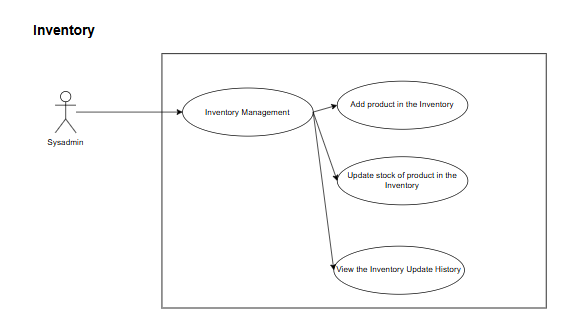 Inventory
Sysadmin
Inventory Management
Add product in the Inventory
Update stock of product in the
Inventory
View the Inventory Update History